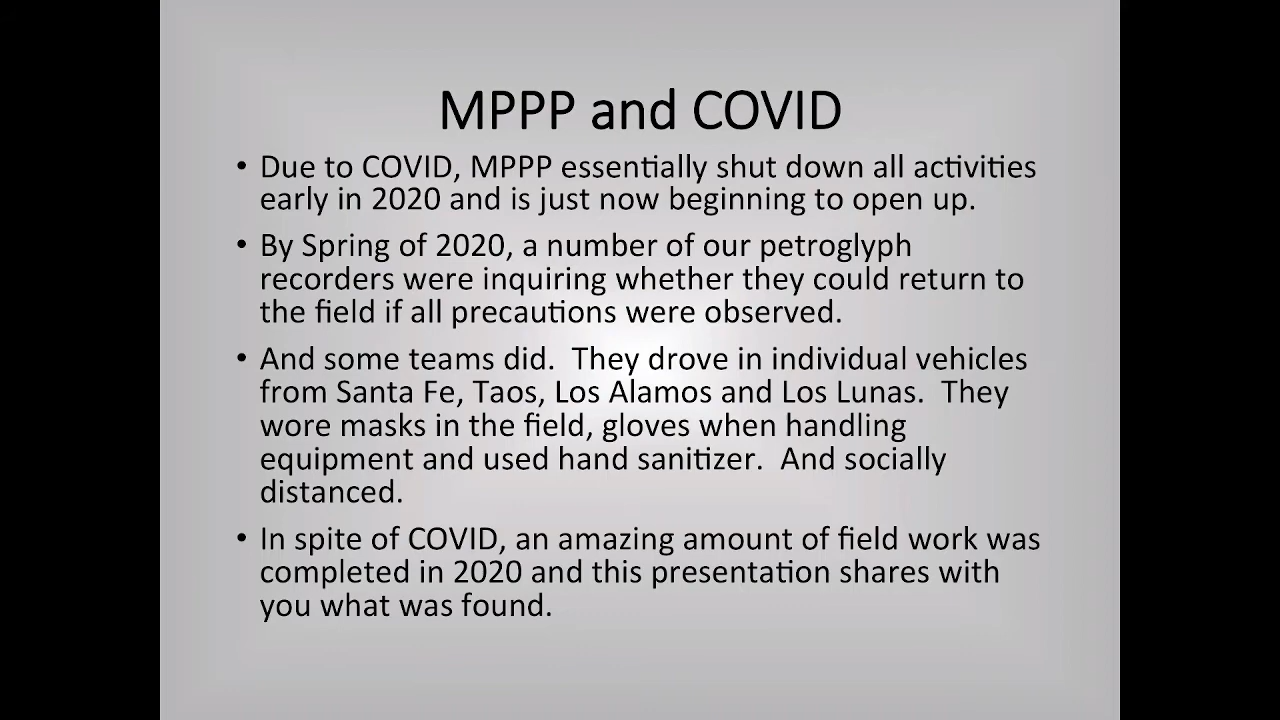 MPPP and COVID
• Due to COVID, MPPP essentially shut down all activities
early in 2020 and is just now beginning to open up.
• By Spring of 2020, a number of our petroglyph
recorders were inquiring whether they could return to
the field if all precautions were observed.
• And some teams did.  They drove in individual vehicles
from Santa Fe, Taos, Los Alamos and Los Lunas.  They
wore masks in the field, gloves when handling
equipment and used hand sanitizer.  And socially
distanced.
• In spite of COVID, an amazing amount of field work was
completed in 2020 and this presentation shares with
you what was found.